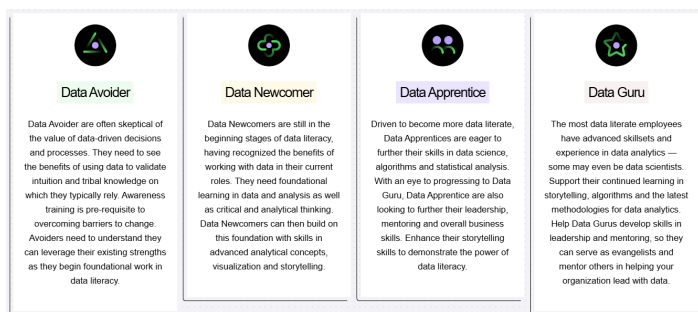 Data Avoider
Data Avoider are often skeptical of
the value of data-driven decisions
and processes. They need to see
the benefits of using data to validate
intuition and tribal knowledge on
which they typically rely. Awareness
training is pre-requisite to
overcoming barriers to change.
Avoiders need to understand they
can leverage their existing strengths
as they begin foundational work in
data literacy.
Data Newcomer
Data Newcomers are still in the
beginning stages of data literacy,
having recognized the benefits of
working with data in their current
roles. They need foundational
learning in data and analysis as well
as critical and analytical thinking.
Data Newcomers can then build on
this foundation with skills in
advanced analytical concepts,
visualization and storytelling.
Data Apprentice
Driven to become more data literate,
Data Apprentices are eager to
further their skills in data science,
algorithms and statistical analysis.
With an eye to progressing to Data
Guru, Data Apprentice are also
looking to further their leadership,
mentoring and overall business
skills. Enhance their storytelling
skills to demonstrate the power of
data literacy.
Data Guru
The most data literate employees
have advanced skillsets and
experience in data analytics —
some may even be data scientists.
Support their continued learning in
storytelling, algorithms and the latest
methodologies for data analytics.
Help Data Gurus develop skills in
leadership and mentoring, so they
can serve as evangelists and
mentor others in helping your
organization lead with data.